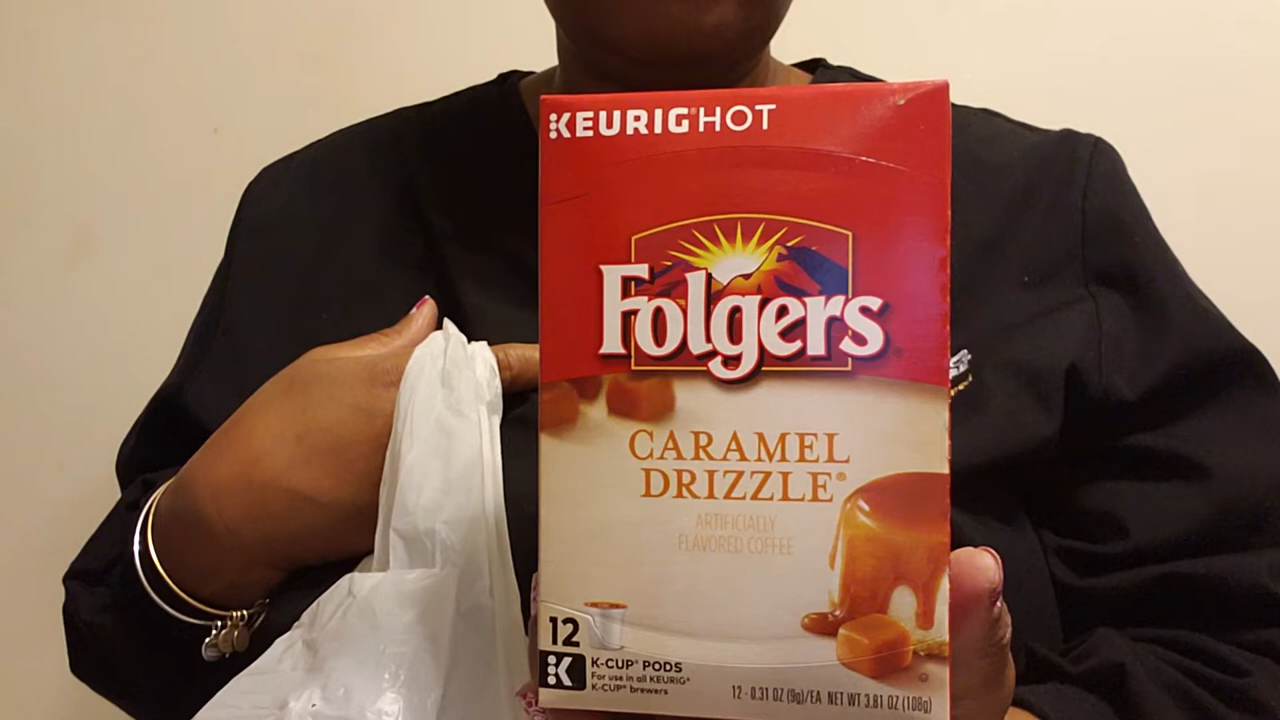 KEURIG® HOT
Folgers®
CARAMEL
DRIZZLE®
ARTIFICIALLY
FLAVORED COFFEE
12
K-CUP® PODS
For use in all KEURIG®
K-CUP® brewers
12 - 0.31 OZ (9g)/EA NET WT 3.81 OZ (108g)